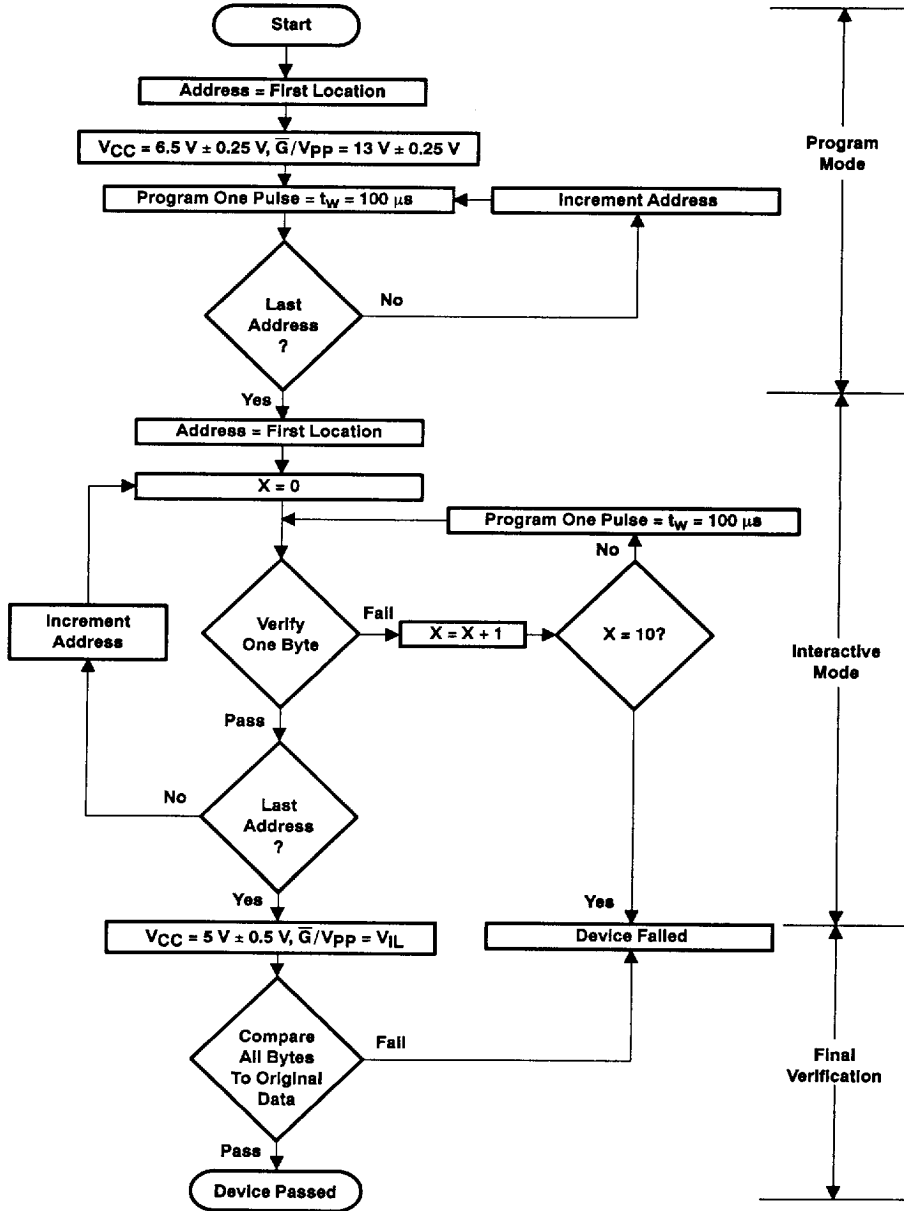 Start
Address = First Location
VCC = 6.5 V ± 0.25 V, G̅/VPP = 13 V ± 0.25 V
Program One Pulse = tw = 100 μs
Increment Address
Last
Address
?
No
Yes
Program
Mode
Address = First Location
X = 0
Program One Pulse = tw = 100 μs
No
Increment
Address
Verify
One Byte
Fail
X = X + 1
X = 10?
Interactive
Mode
Pass
No
Last
Address
?
Yes
Yes
VCC = 5 V ± 0.5 V, G̅/VPP = VIL
Device Failed
Compare
All Bytes
To Original
Data
Fail
Final
Verification
Pass
Device Passed